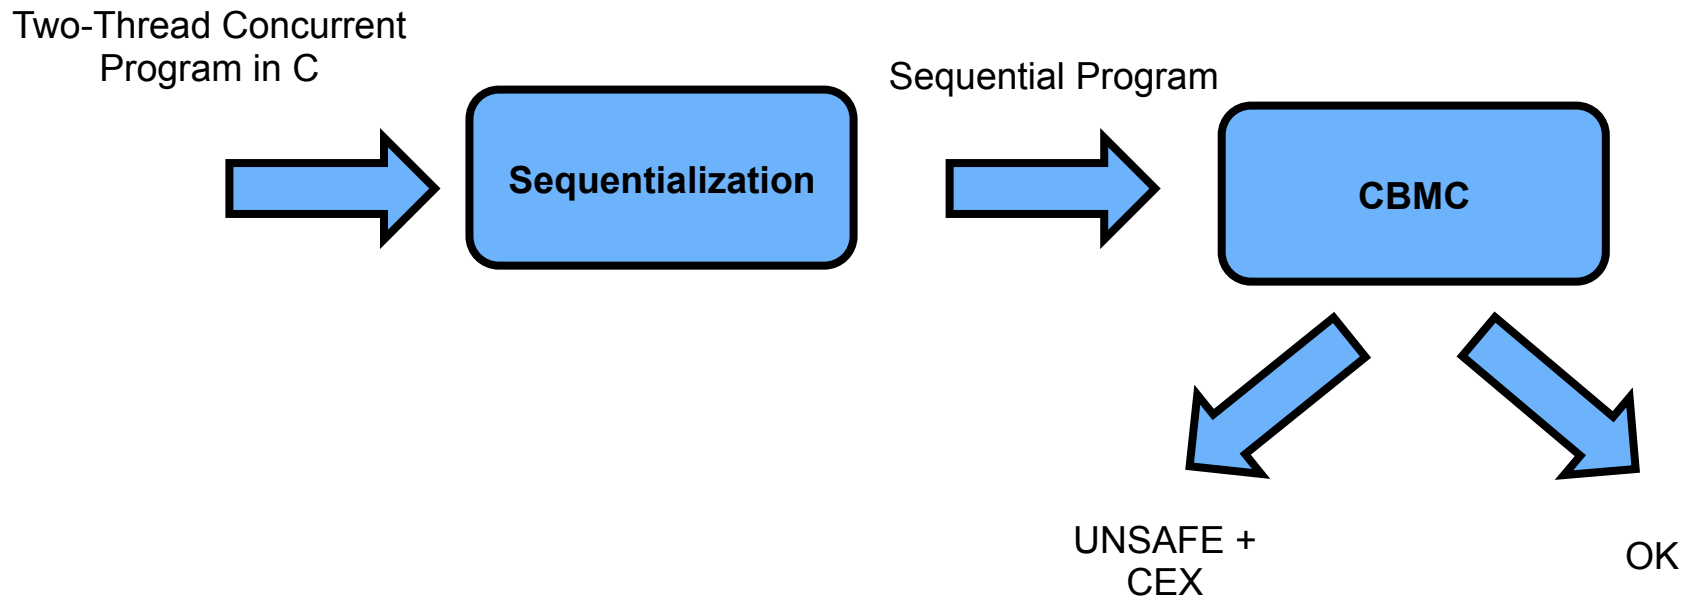 Two-Thread Concurrent
Program in C
Sequentialization
Sequential Program
CBMC
UNSAFE +
CEX
OK